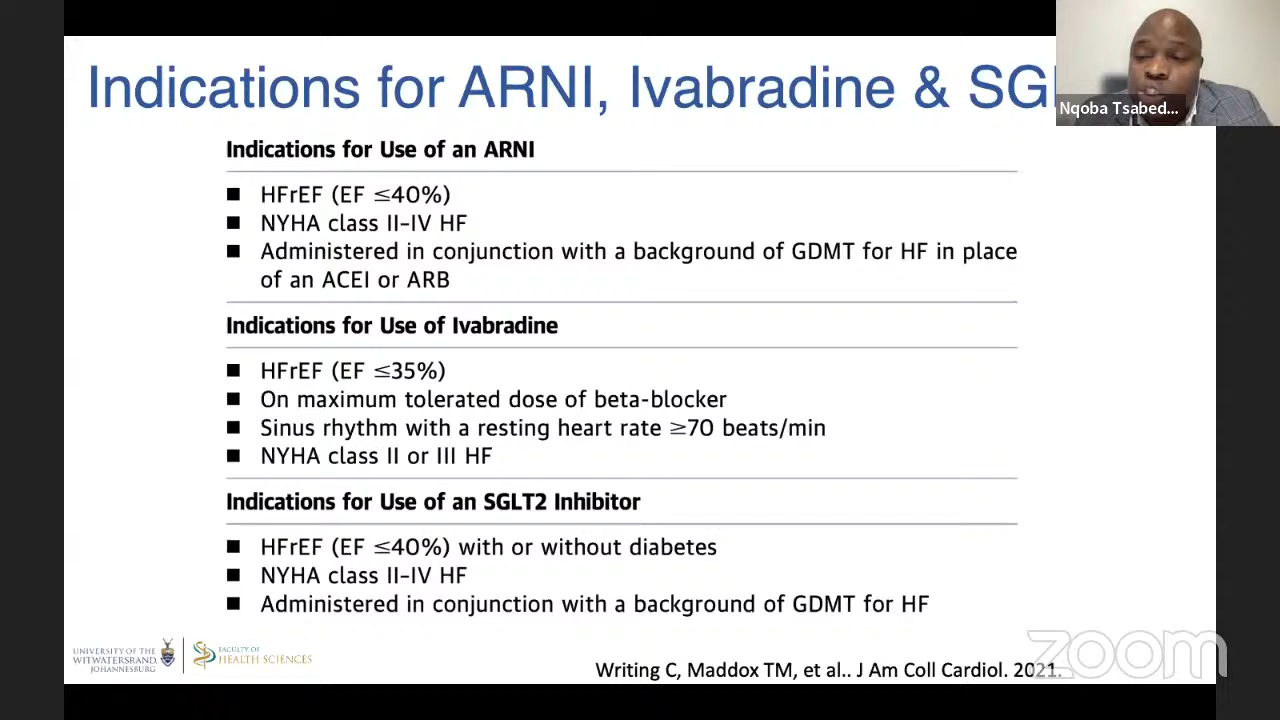 Indications for ARNI, Ivabradine & SGL
Nqoba Tsabed...
Indications for Use of an ARNI
■ HFrEF (EF ≤40%)
■ NYHA class II–IV HF
■ Administered in conjunction with a background of GDMT for HF in place
of an ACEI or ARB
Indications for Use of Ivabradine
■ HFrEF (EF ≤35%)
■ On maximum tolerated dose of beta-blocker
■ Sinus rhythm with a resting heart rate ≥70 beats/min
■ NYHA class II or III HF
Indications for Use of an SGLT2 Inhibitor
■ HFrEF (EF ≤40%) with or without diabetes
■ NYHA class II–IV HF
■ Administered in conjunction with a background of GDMT for HF
UNIVERSITY OF THE
WITWATERSRAND,
JOHANNESBURG
FACULTY OF
HEALTH SCIENCES
zoom
Writing C, Maddox TM, et al.. J Am Coll Cardiol. 2021.